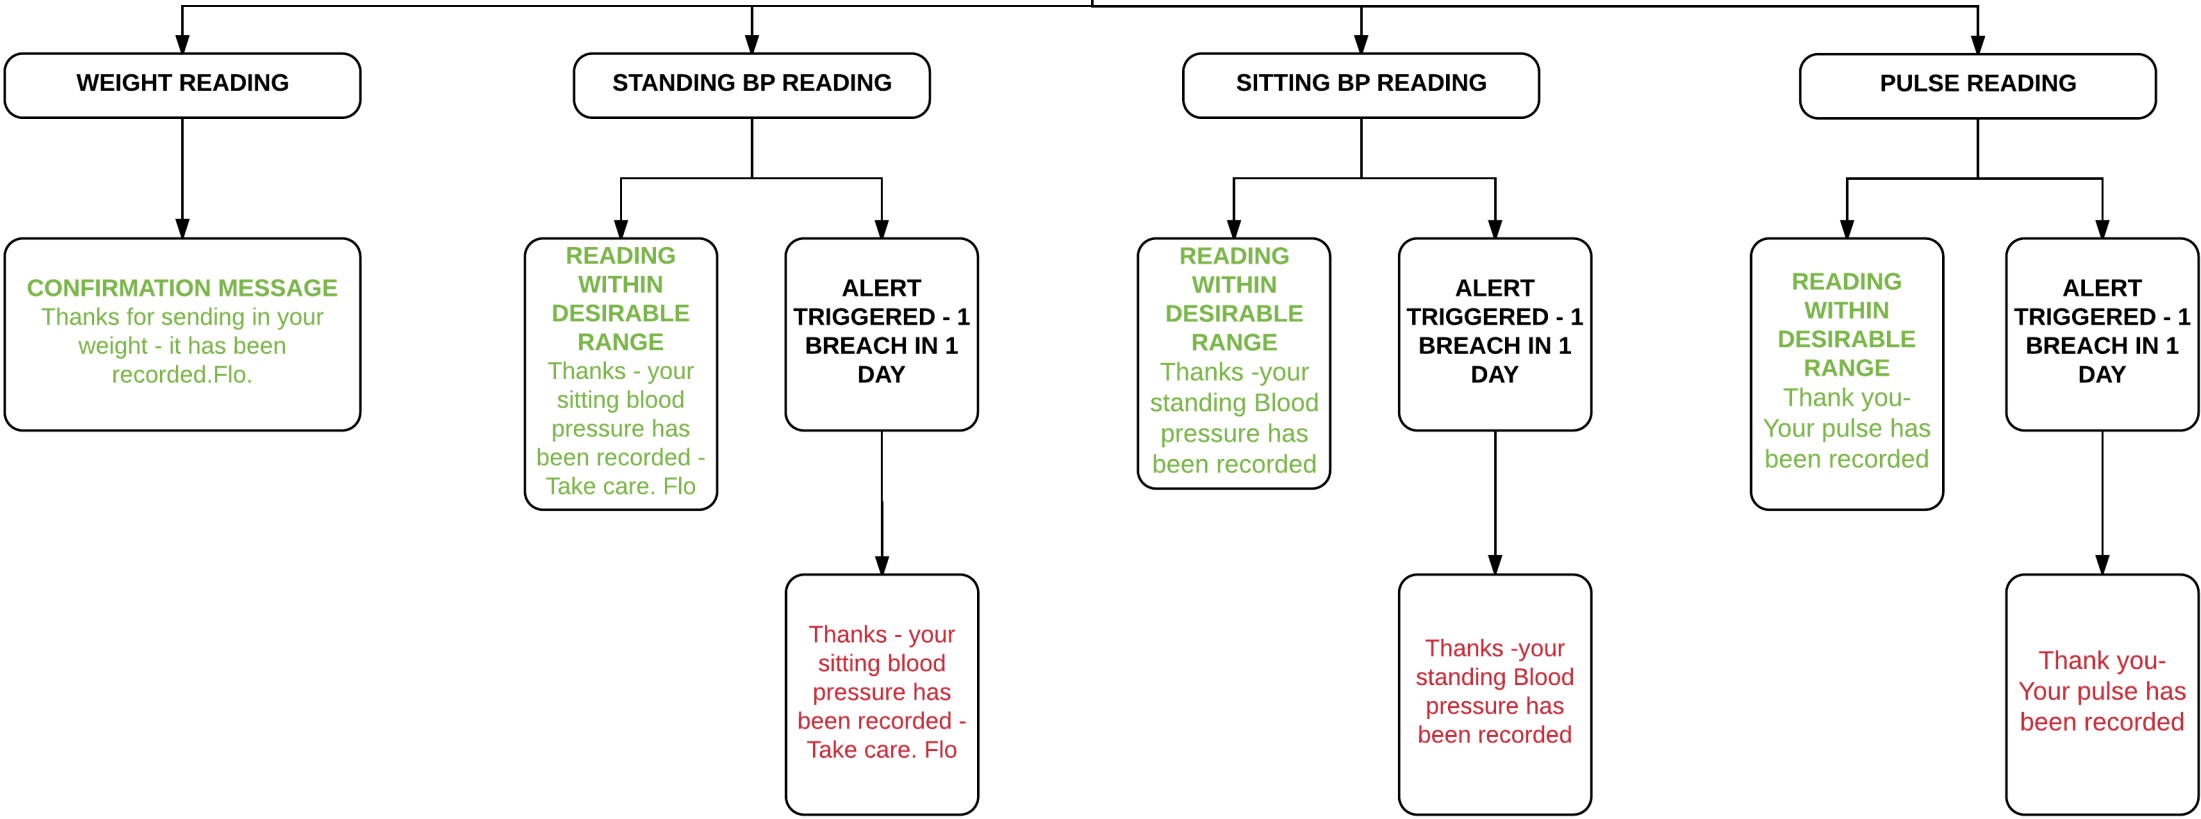 WEIGHT READING
STANDING BP READING
SITTING BP READING
PULSE READING
CONFIRMATION MESSAGE
Thanks for sending in your
weight - it has been
recorded.Flo.
READING
WITHIN
DESIRABLE
RANGE
Thanks - your
sitting blood
pressure has
been recorded -
Take care. Flo
ALERT
TRIGGERED - 1
BREACH IN 1
DAY
READING
WITHIN
DESIRABLE
RANGE
Thanks -your
standing Blood
pressure has
been recorded
ALERT
TRIGGERED - 1
BREACH IN 1
DAY
READING
WITHIN
DESIRABLE
RANGE
Thank you-
Your pulse has
been recorded
ALERT
TRIGGERED - 1
BREACH IN 1
DAY
Thanks - your
sitting blood
pressure has
been recorded -
Take care. Flo
Thanks -your
standing Blood
pressure has
been recorded
Thank you-
Your pulse has
been recorded